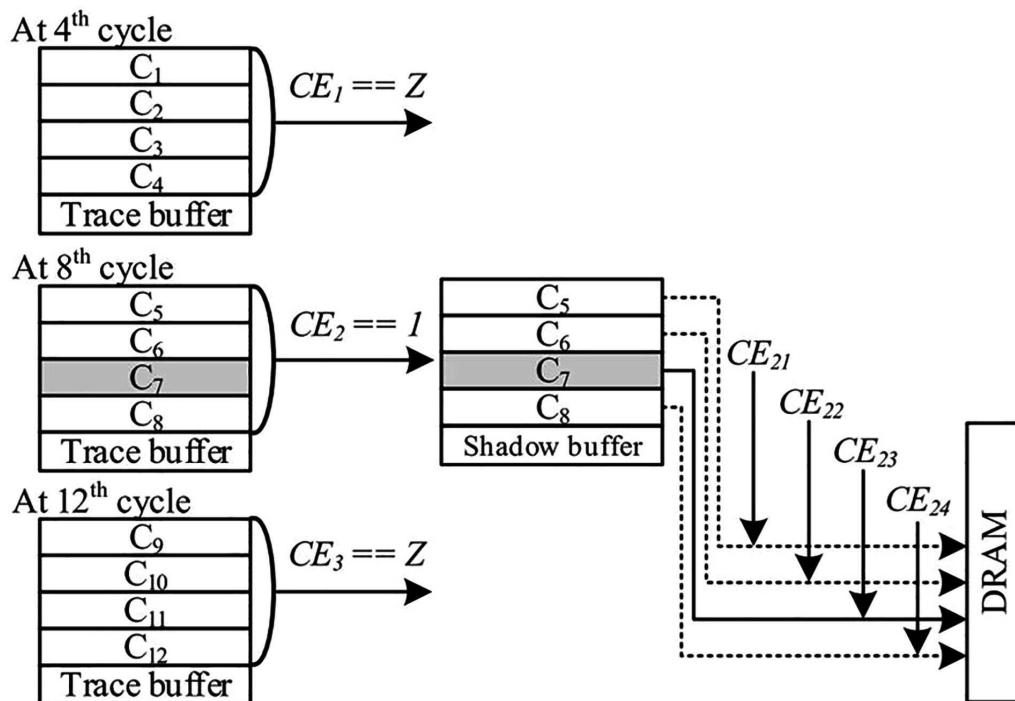 At 4th cycle
C1
C2
C3
C4
Trace buffer
CE1 == Z
At 8th cycle
C5
C6
C7
C8
Trace buffer
CE2 == 1
C5
C6
C7
C8
Shadow buffer
CE21
CE22
CE23
CE24
DRAM
At 12th cycle
C9
C10
C11
C12
Trace buffer
CE3 == Z